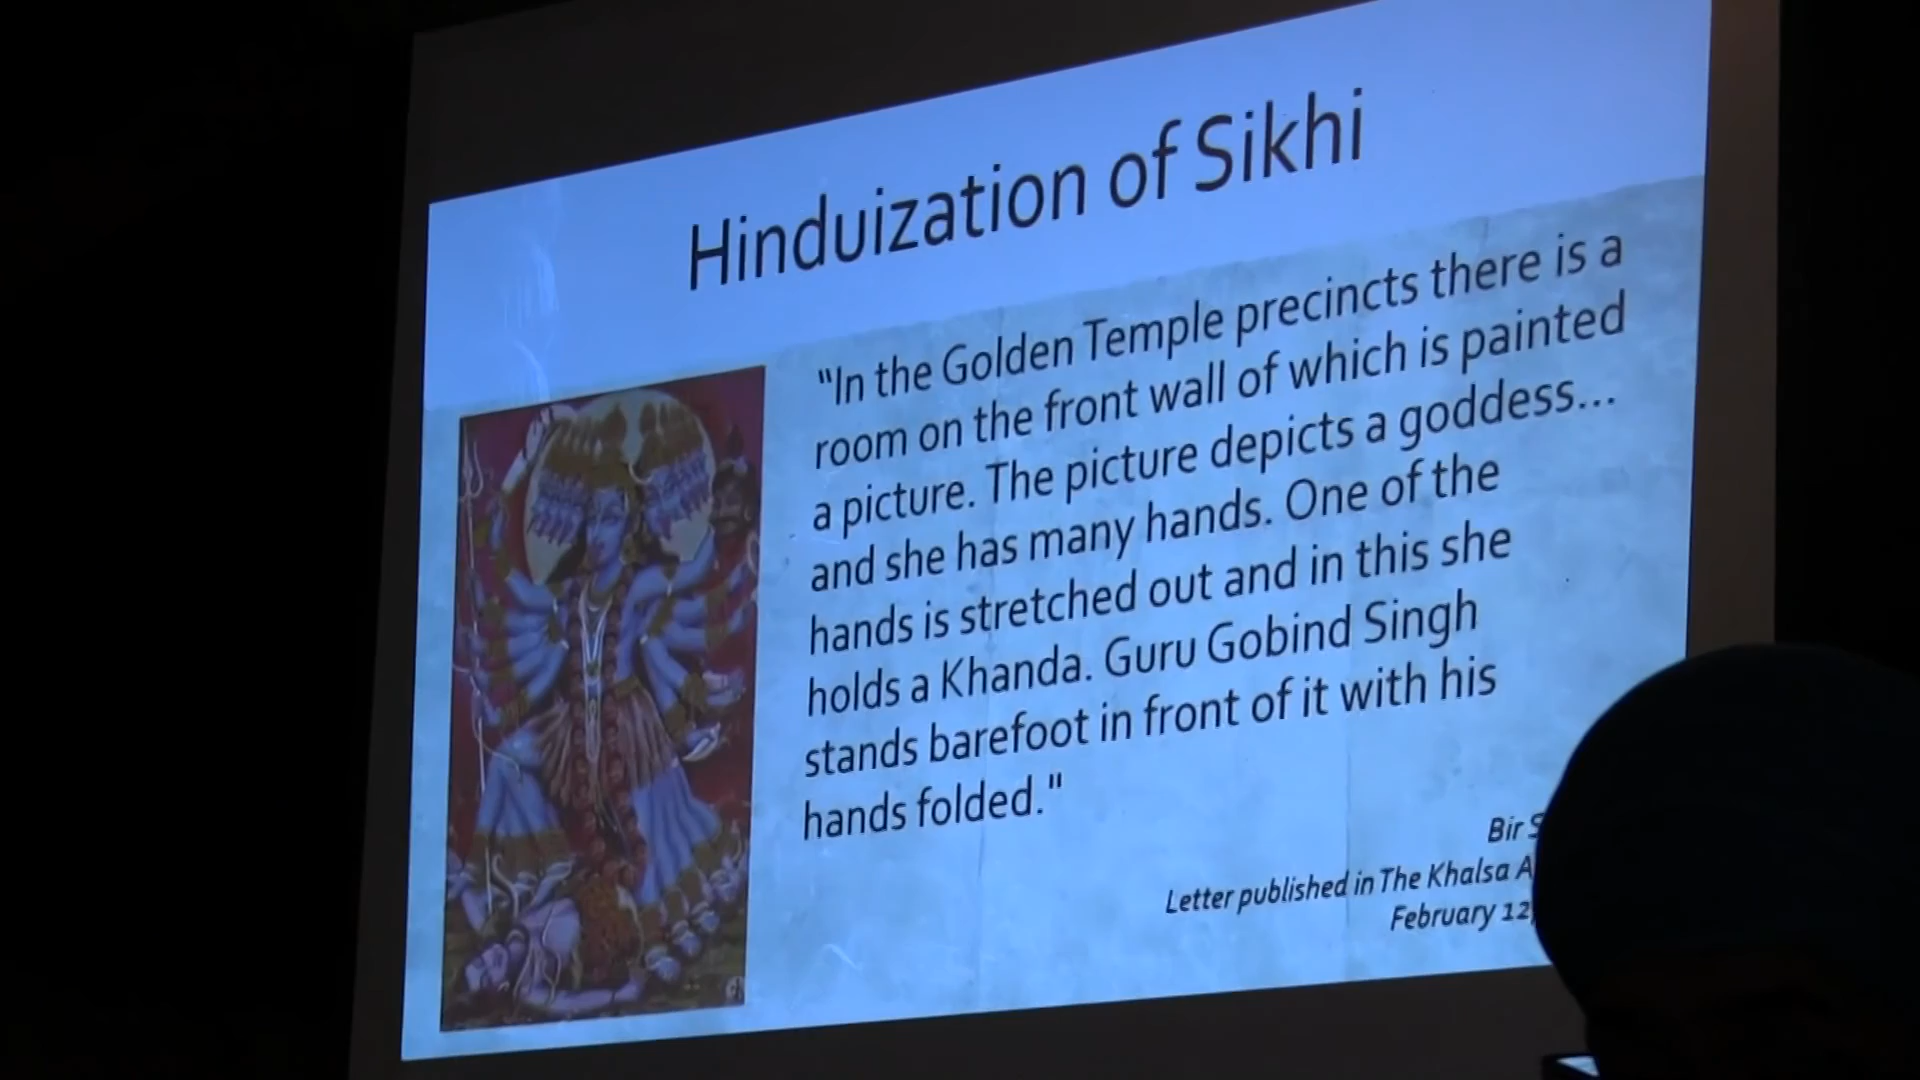 Hinduization of Sikhi
"In the Golden Temple precincts there is a
room on the front wall of which is painted
a picture. The picture depicts a goddess...
and she has many hands. One of the
hands is stretched out and in this she
holds a Khanda. Guru Gobind Singh
stands barefoot in front of it with his
hands folded."
Bir
Letter published in The Khalsa
February 12